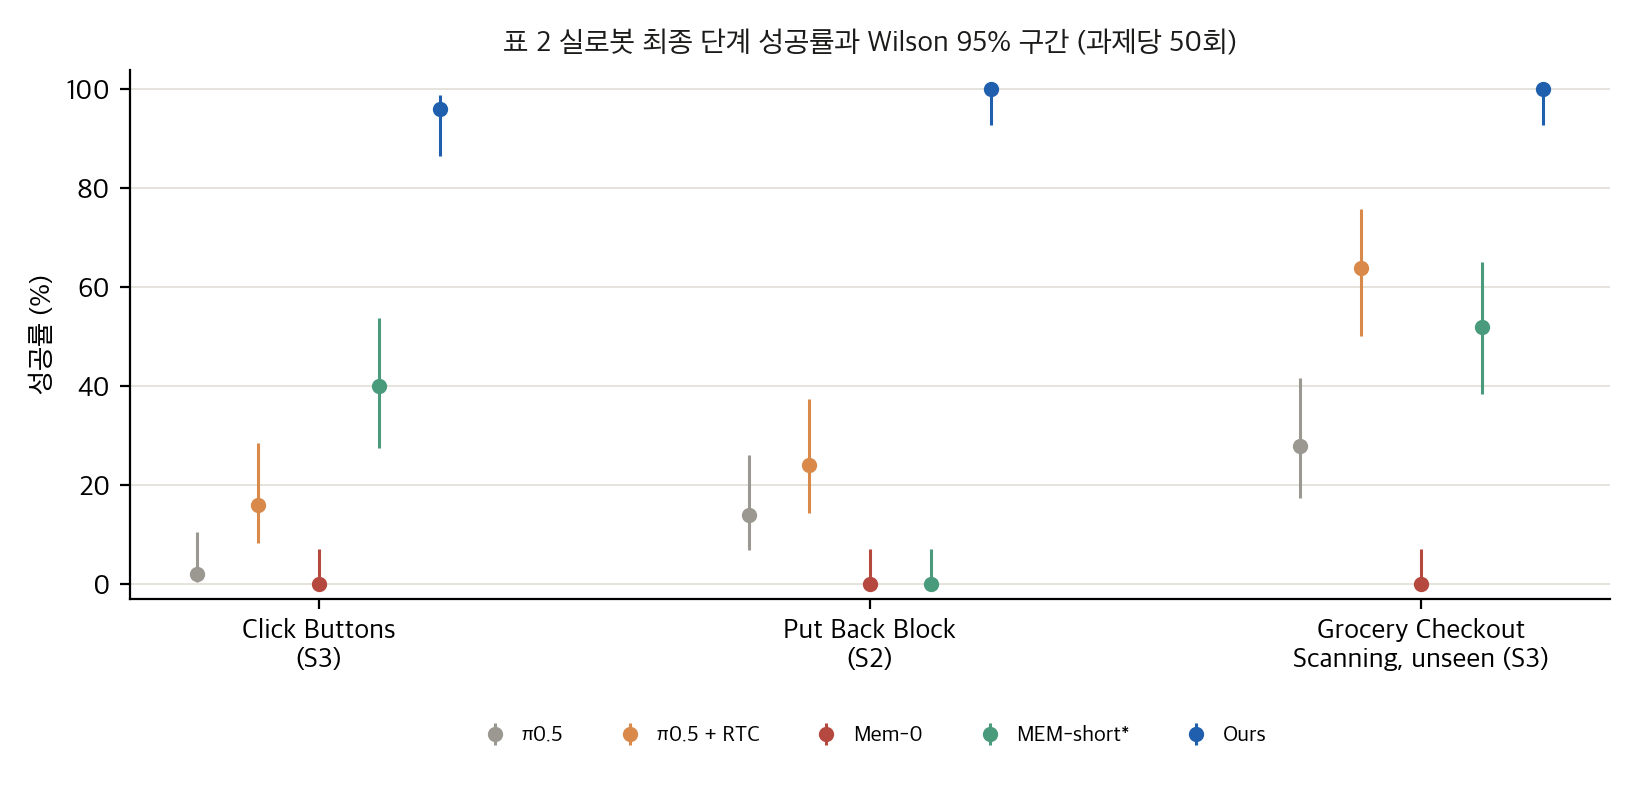 표 2 실로봇 최종 단계 성공률과 Wilson 95% 구간 (과제당 50회)
성공률 (%)
100
80
60
40
20
0
Click Buttons
(S3)
Put Back Block
(S2)
Grocery Checkout
Scanning, unseen (S3)
π0.5
π0.5 + RTC
Mem-0
MEM-short*
Ours